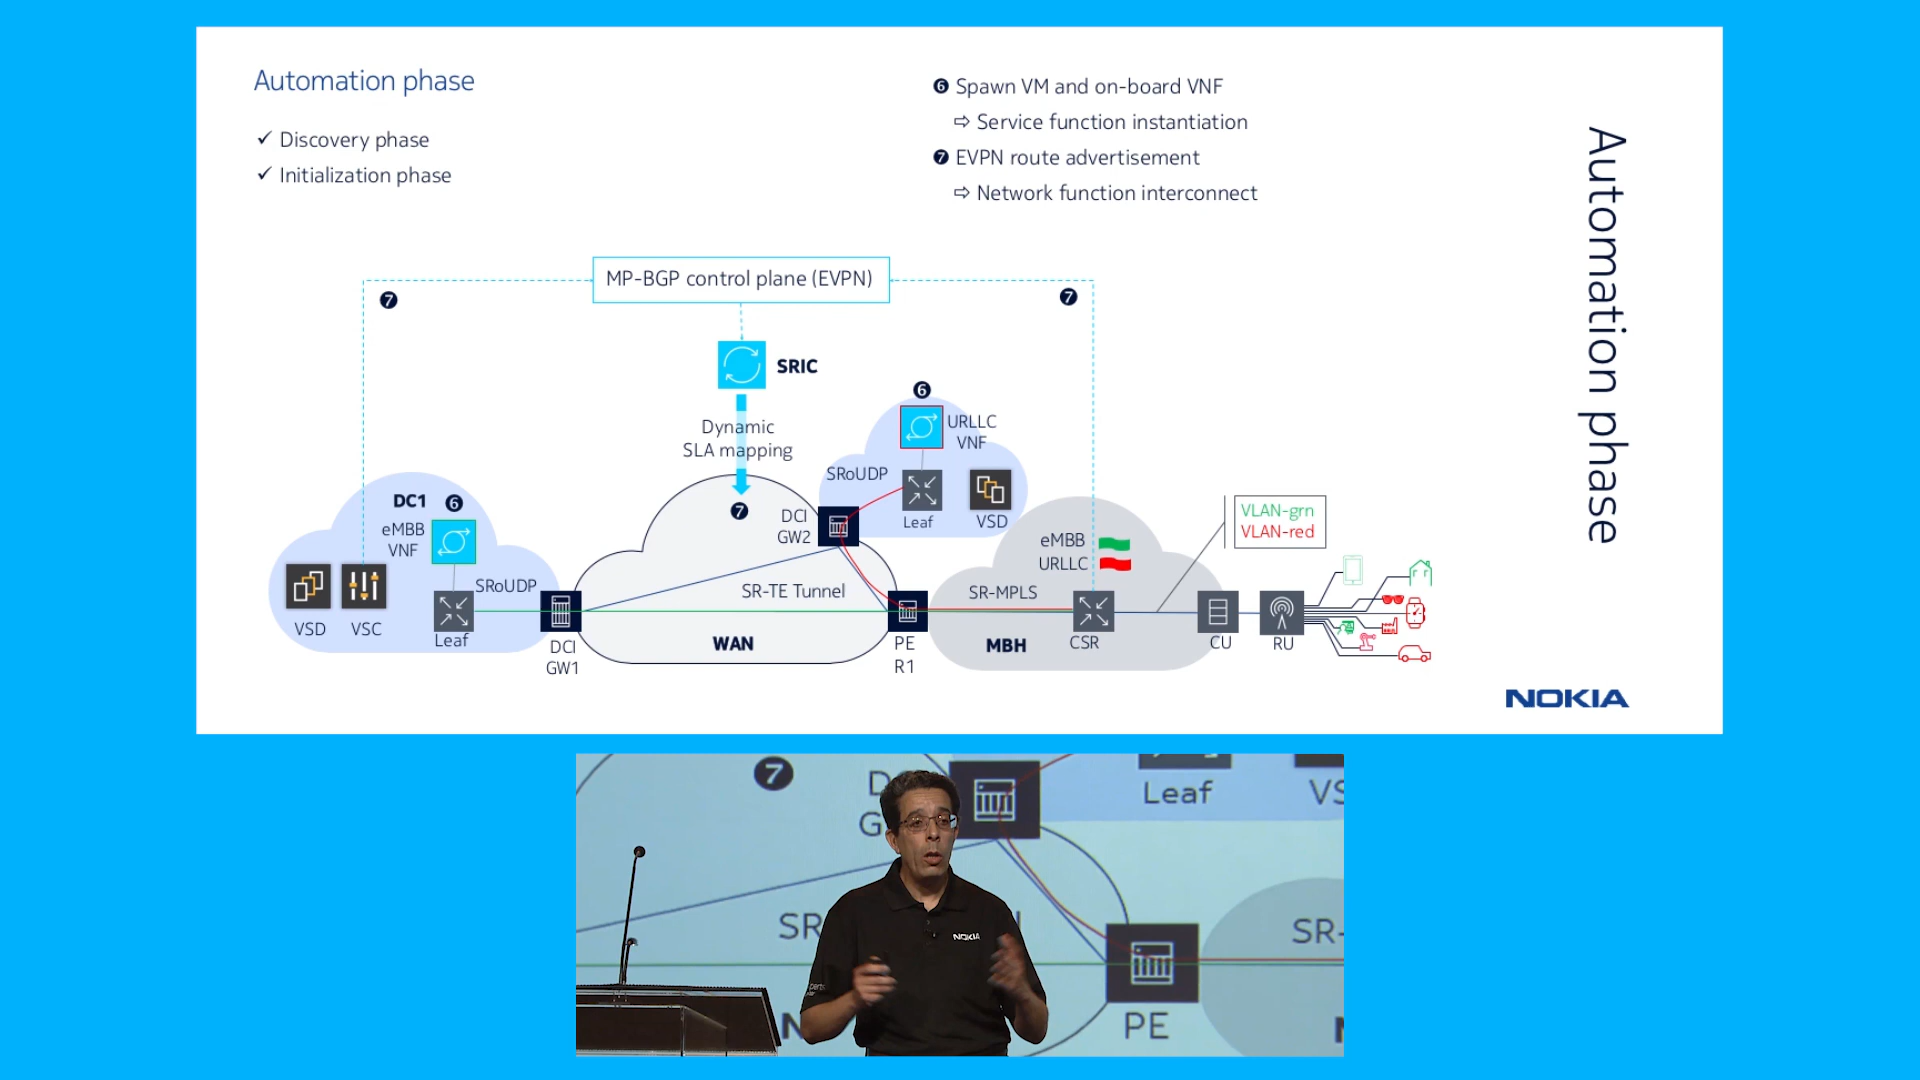 Automation phase
✓ Discovery phase
✓ Initialization phase
❻ Spawn VM and on-board VNF
⇨ Service function instantiation
❼ EVPN route advertisement
⇨ Network function interconnect
Automation phase
MP-BGP control plane (EVPN)
❼
❼
SRIC
Dynamic
SLA mapping
❼
❻
URLLC
VNF
SRoUDP
Leaf
VSD
DCI
GW2
DC1 ❻
eMBB
VNF
SRoUDP
VSD
VSC
Leaf
DCI
GW1
SR-TE Tunnel
WAN
PE
R1
eMBB
URLLC
SR-MPLS
MBH
CSR
VLAN-grn
VLAN-red
CU
RU
NOKIA
❼
Leaf
PE
NOKIA